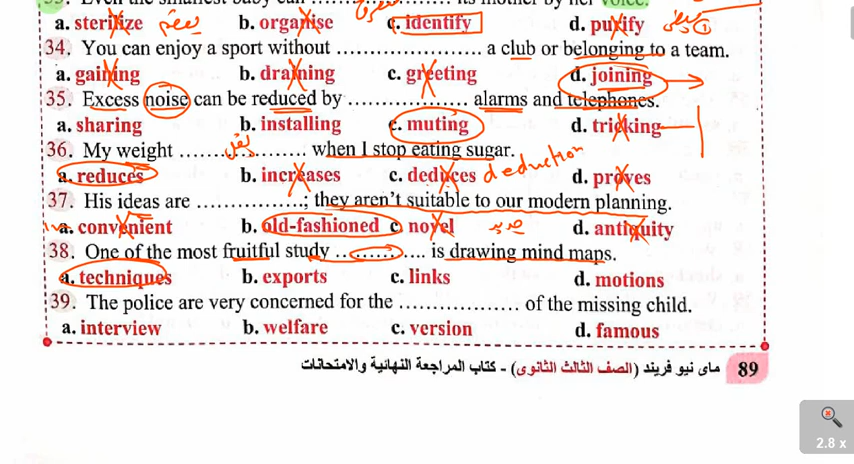 a. sterilize b. organise c. identify d. purify
34. You can enjoy a sport without ........................ a club or belonging to a team.
a. gaining b. draining c. greeting d. joining
35. Excess noise can be reduced by .................... alarms and telephones.
a. sharing b. installing c. muting d. tricking
36. My weight ...................... when I stop eating sugar.
a. reduces b. increases c. deduces deduction d. proves
37. His ideas are ..................; they aren't suitable to our modern planning.
a. convenient b. old-fashioned c. novel d. antiquity
38. One of the most fruitful study ................ is drawing mind maps.
a. techniques b. exports c. links d. motions
39. The police are very concerned for the .................... of the missing child.
a. interview b. welfare c. version d. famous
89 ماى نيو فريند (الصف الثالث الثانوى) - كتاب المراجعة النهائية والامتحانات
2.8 x